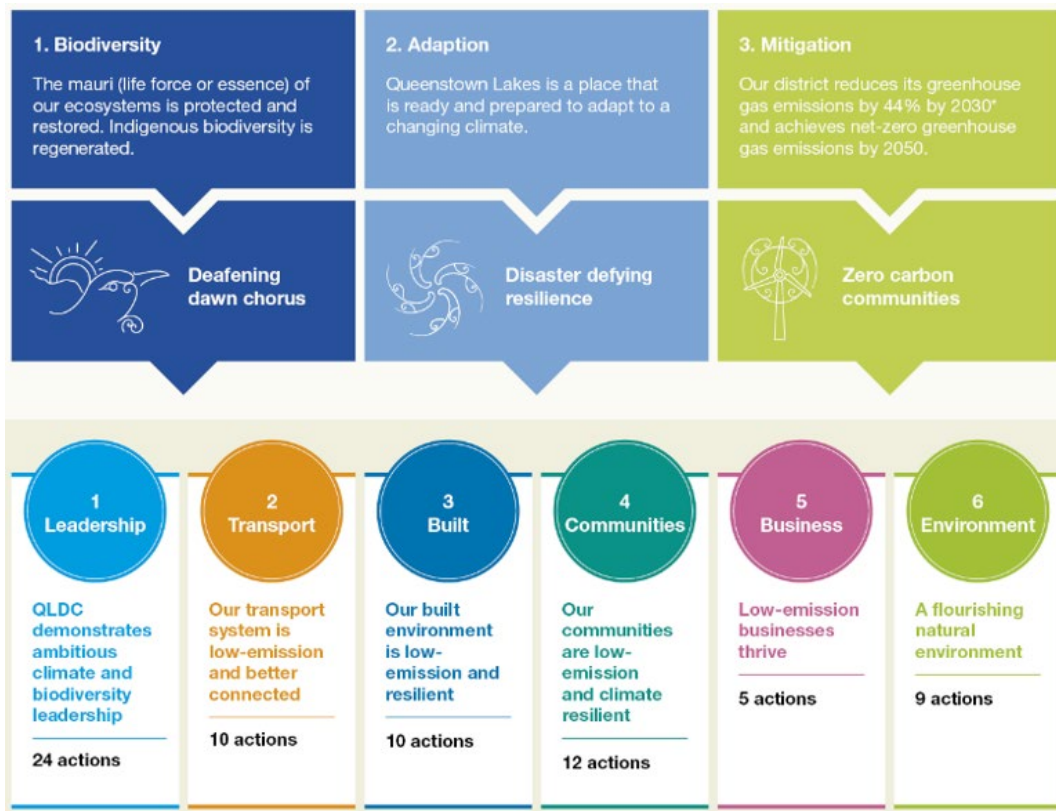 1. Biodiversity
The mauri (life force or essence) of
our ecosystems is protected and
restored. Indigenous biodiversity is
regenerated.
Deafening
dawn chorus
2. Adaption
Queenstown Lakes is a place that
is ready and prepared to adapt to a
changing climate.
Disaster defying
resilience
3. Mitigation
Our district reduces its greenhouse
gas emissions by 44% by 2030*
and achieves net-zero greenhouse
gas emissions by 2050.
Zero carbon
communities
1
Leadership
QLDC
demonstrates
ambitious
climate and
biodiversity
leadership
24 actions
2
Transport
Our transport
system is
low-emission
and better
connected
10 actions
3
Built
Our built
environment
is low-
emission and
resilient
10 actions
4
Communities
Our
communities
are low-
emission
and climate
resilient
12 actions
5
Business
Low-emission
businesses
thrive
5 actions
6
Environment
A flourishing
natural
environment
9 actions